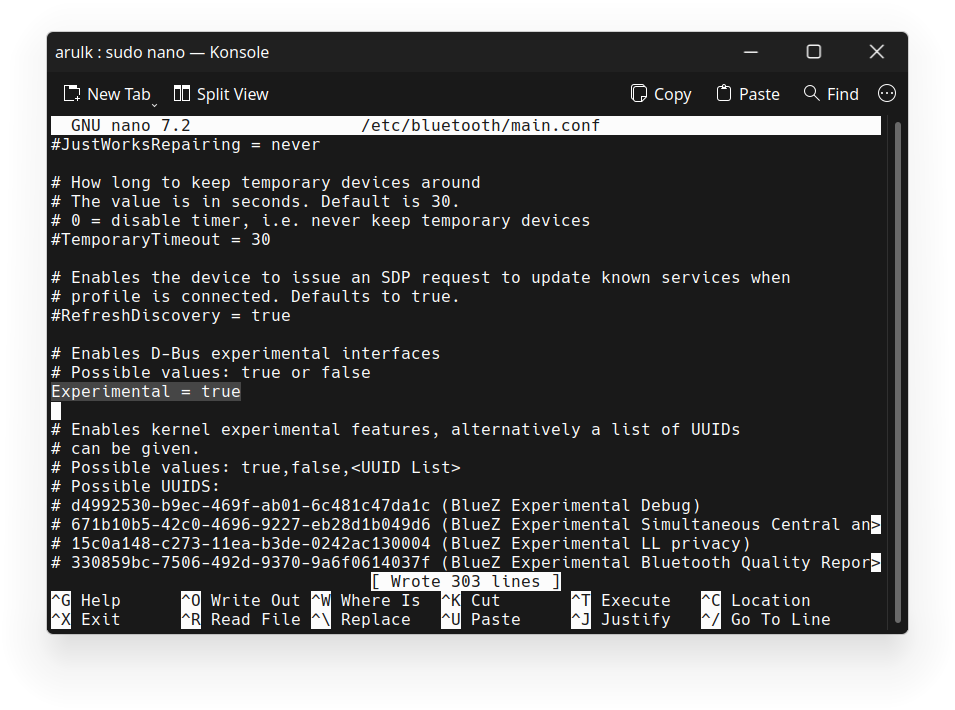 arulk : sudo nano — Konsole
New Tab Split View Copy Paste Find
GNU nano 7.2 /etc/bluetooth/main.conf
#JustWorksRepairing = never
# How long to keep temporary devices around
# The value is in seconds. Default is 30.
# 0 = disable timer, i.e. never keep temporary devices
#TemporaryTimeout = 30
# Enables the device to issue an SDP request to update known services when
# profile is connected. Defaults to true.
#RefreshDiscovery = true
# Enables D-Bus experimental interfaces
# Possible values: true or false
Experimental = true
# Enables kernel experimental features, alternatively a list of UUIDs
# can be given.
# Possible values: true,false,<UUID List>
# Possible UUIDS:
# d4992530-b9ec-469f-ab01-6c481c47da1c (BlueZ Experimental Debug)
# 671b10b5-42c0-4696-9227-eb28d1b049d6 (BlueZ Experimental Simultaneous Central an>
# 15c0a148-c273-11ea-b3de-0242ac130004 (BlueZ Experimental LL privacy)
# 330859bc-7506-492d-9370-9a6f0614037f (BlueZ Experimental Bluetooth Quality Repor>
[ Wrote 303 lines ]
^G Help ^O Write Out ^W Where Is ^K Cut ^T Execute ^C Location
^X Exit ^R Read File ^\ Replace ^U Paste ^J Justify ^/ Go To Line